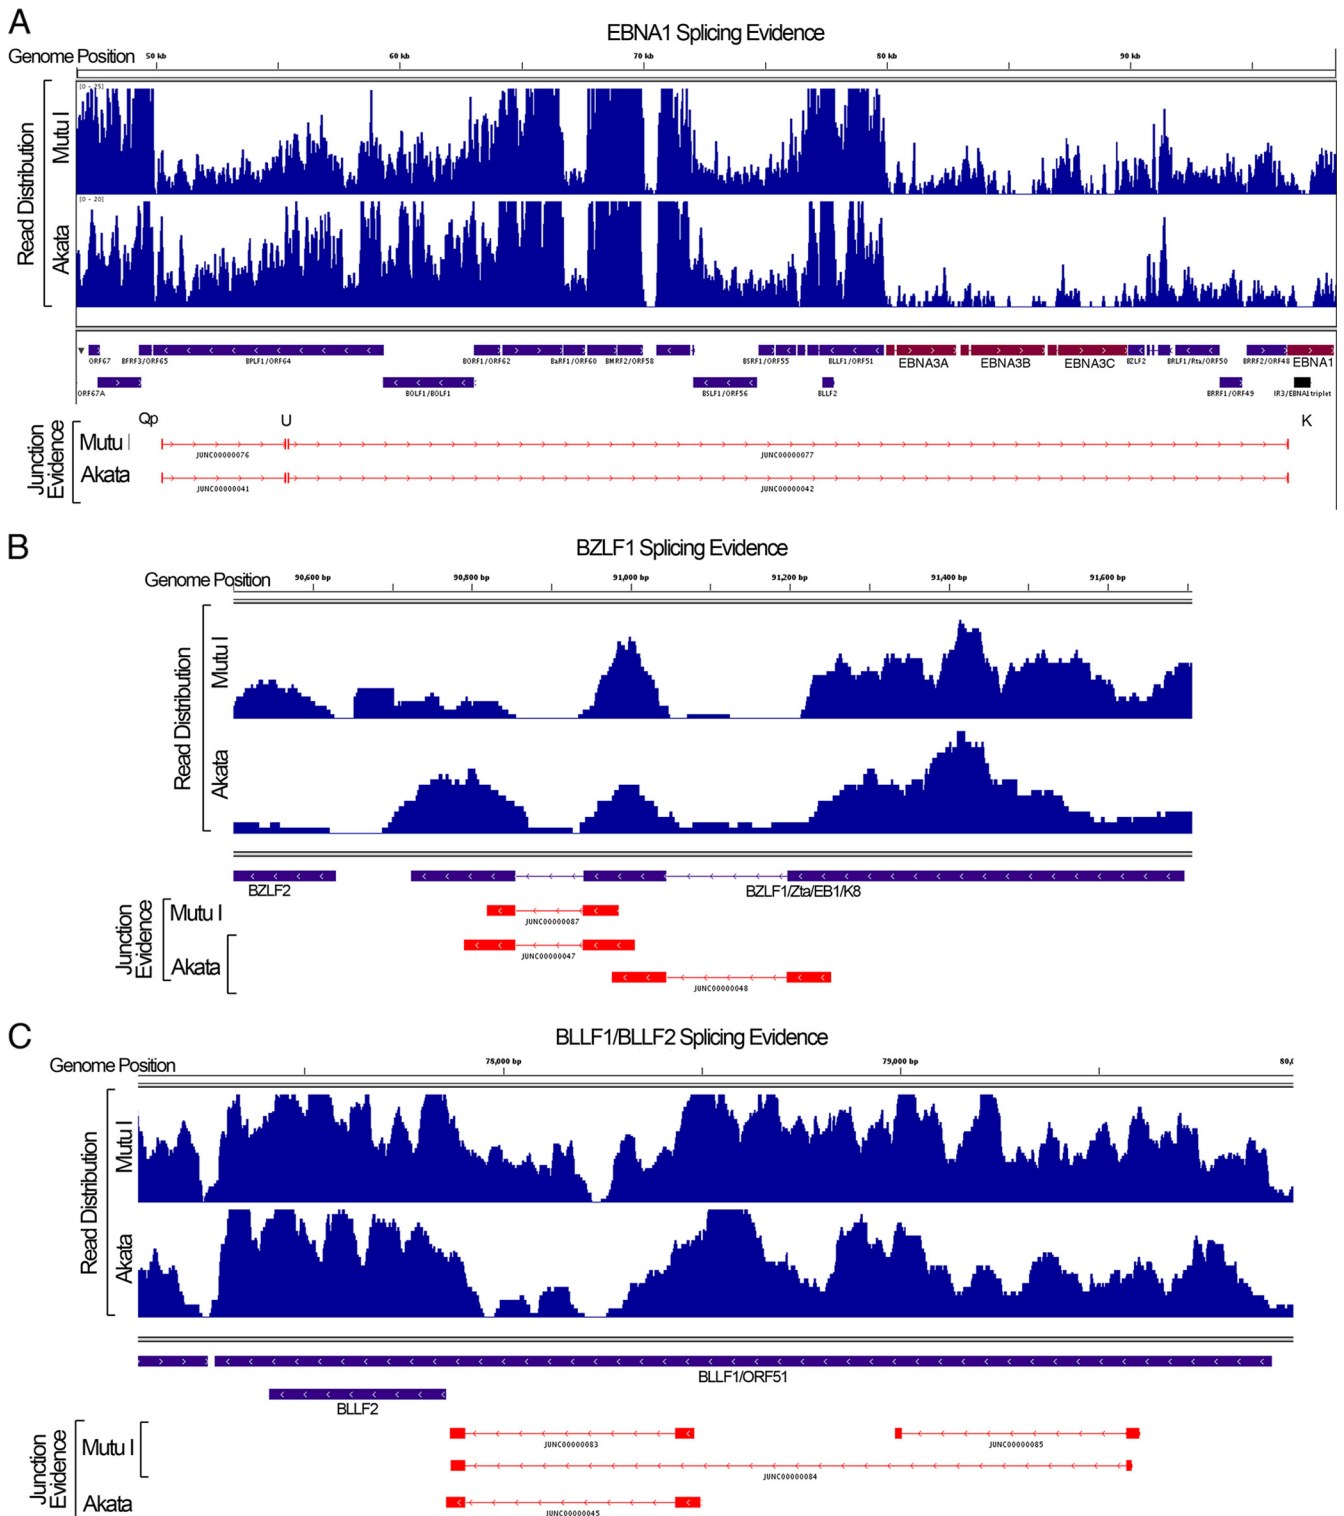 A
EBNA1 Splicing Evidence
Genome Position
50 kb 60 kb 70 kb 80 kb 90 kb
Read Distribution
Mutu I
[0 - 25]
Akata
[0 - 20]
ORF67 BFRF3/ORF65 BPLF1/ORF64 BORF1/ORF62 BaRF1/ORF60 BMRF2/ORF58 BSRF1/ORF55 BLLF1/ORF51 EBNA3A EBNA3B EBNA3C BZLF2 BRLF1/Rta/ORF50 BRRF2/ORF48 EBNA1
ORF67A BOLF1/BOLF1 BSLF1/ORF56 BLLF2 BRRF1/ORF49 IR3/EBNA1triplet
Qp U K
Junction Evidence
Mutu I
JUNC00000076 JUNC00000077
Akata
JUNC00000041 JUNC00000042
B
BZLF1 Splicing Evidence
Genome Position
90,600 bp 90,800 bp 91,000 bp 91,200 bp 91,400 bp 91,600 bp
Read Distribution
Mutu I
Akata
BZLF2 BZLF1/Zta/EB1/K8
Junction Evidence
Mutu I
JUNC00000087
Akata
JUNC00000047
JUNC00000048
C
BLLF1/BLLF2 Splicing Evidence
Genome Position
78,000 bp 79,000 bp 80,0
Read Distribution
Mutu I
Akata
BLLF1/ORF51
BLLF2
Junction Evidence
Mutu I
JUNC00000083 JUNC00000085
JUNC00000084
Akata
JUNC00000045